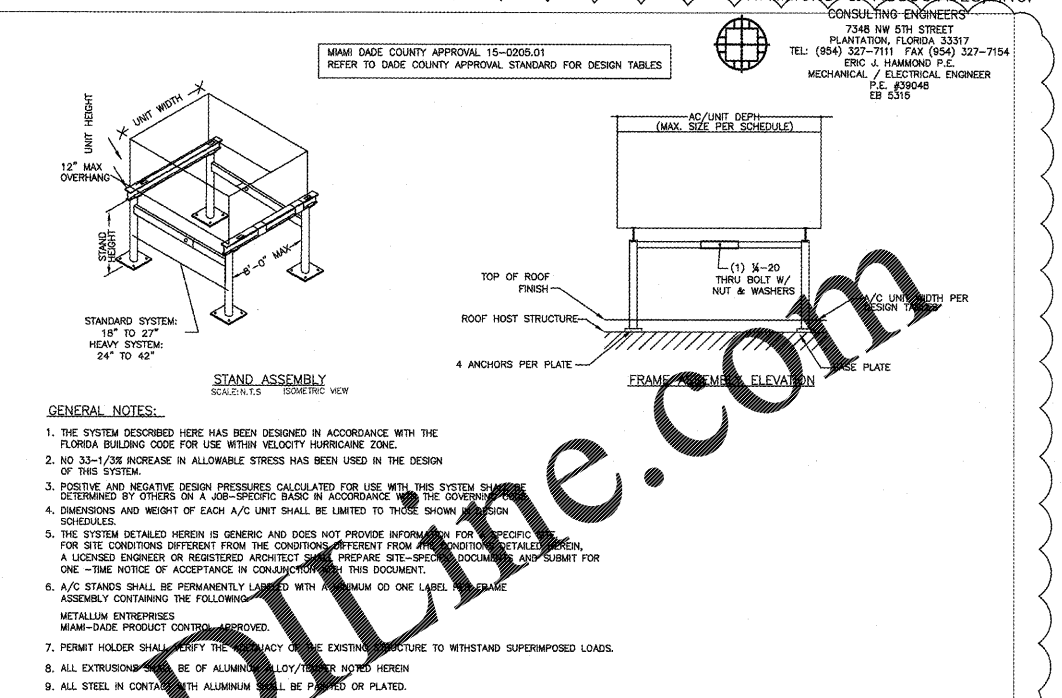 CONSULTING ENGINEERS
7348 NW 5TH STREET
PLANTATION, FLORIDA 33317
TEL: (954) 327-7111 FAX (954) 327-7154
ERIC J. HAMMOND P.E.
MECHANICAL / ELECTRICAL ENGINEER
P.E. #39048
EB 5315
MIAMI DADE COUNTY APPROVAL 15-0205.01
REFER TO DADE COUNTY APPROVAL STANDARD FOR DESIGN TABLES
UNIT HEIGHT
UNIT WIDTH
12" MAX
OVERHANG
STAND
HEIGHT
8'-0" MAX
STANDARD SYSTEM:
18" TO 27"
HEAVY SYSTEM:
24" TO 42"
STAND ASSEMBLY
SCALE: N.T.S ISOMETRIC VIEW
AC/UNIT DEPH
(MAX. SIZE PER SCHEDULE)
(1) ¼-20
THRU BOLT W/
NUT & WASHERS
TOP OF ROOF
FINISH
ROOF HOST STRUCTURE
4 ANCHORS PER PLATE
A/C UNIT WIDTH PER
DESIGN TABLES
BASE PLATE
FRAME ASSEMBLY ELEVATION
GENERAL NOTES:
1. THE SYSTEM DESCRIBED HERE HAS BEEN DESIGNED IN ACCORDANCE WITH THE
FLORIDA BUILDING CODE FOR USE WITHIN VELOCITY HURRICAINE ZONE.
2. NO 33-1/3% INCREASE IN ALLOWABLE STRESS HAS BEEN USED IN THE DESIGN
OF THIS SYSTEM.
3. POSITIVE AND NEGATIVE DESIGN PRESSURES CALCULATED FOR USE WITH THIS SYSTEM SHALL BE
DETERMINED BY OTHERS ON A JOB-SPECIFIC BASIC IN ACCORDANCE WITH THE GOVERNING CODE
4. DIMENSIONS AND WEIGHT OF EACH A/C UNIT SHALL BE LIMITED TO THOSE SHOWN IN DESIGN
SCHEDULES.
5. THE SYSTEM DETAILED HEREIN IS GENERIC AND DOES NOT PROVIDE INFORMATION FOR A SPECIFIC SITE.
FOR SITE CONDITIONS DIFFERENT FROM THE CONDITIONS DIFFERENT FROM THE CONDITIONS DETAILED HEREIN,
A LICENSED ENGINEER OR REGISTERED ARCHITECT SHALL PREPARE SITE-SPECIFIC DOCUMENTS AND SUBMIT FOR
ONE -TIME NOTICE OF ACCEPTANCE IN CONJUNCTION WITH THIS DOCUMENT.
6. A/C STANDS SHALL BE PERMANENTLY LABELED WITH A MINIMUM OD ONE LABEL PER FRAME
ASSEMBLY CONTAINING THE FOLLOWING:
METALLUM ENTREPRISES
MIAMI-DADE PRODUCT CONTROL APPROVED.
7. PERMIT HOLDER SHALL VERIFY THE ADEQUACY OF THE EXISTING STRUCTURE TO WITHSTAND SUPERIMPOSED LOADS.
8. ALL EXTRUSIONS SHALL BE OF ALUMINUM ALLOY/TEMPER NOTED HEREIN
9. ALL STEEL IN CONTACT WITH ALUMINUM SHALL BE PAINTED OR PLATED.
DILine.com